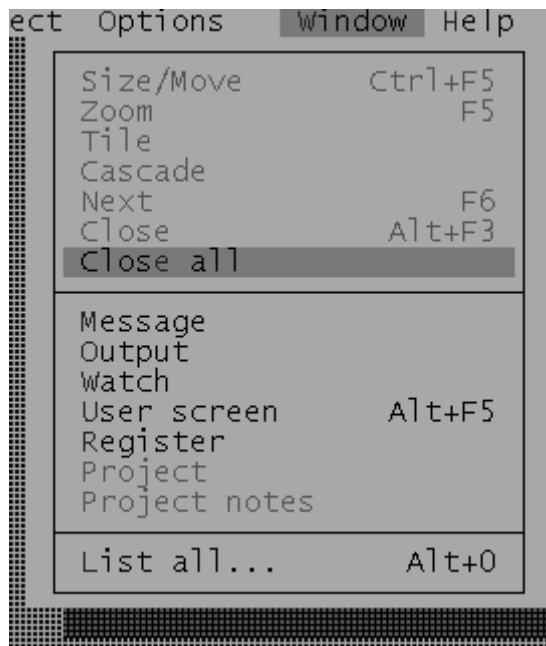 ect Options Window Help
Size/Move Ctrl+F5
Zoom F5
Tile
Cascade
Next F6
Close Alt+F3
Close all
Message
Output
Watch
User screen Alt+F5
Register
Project
Project notes
List all... Alt+0